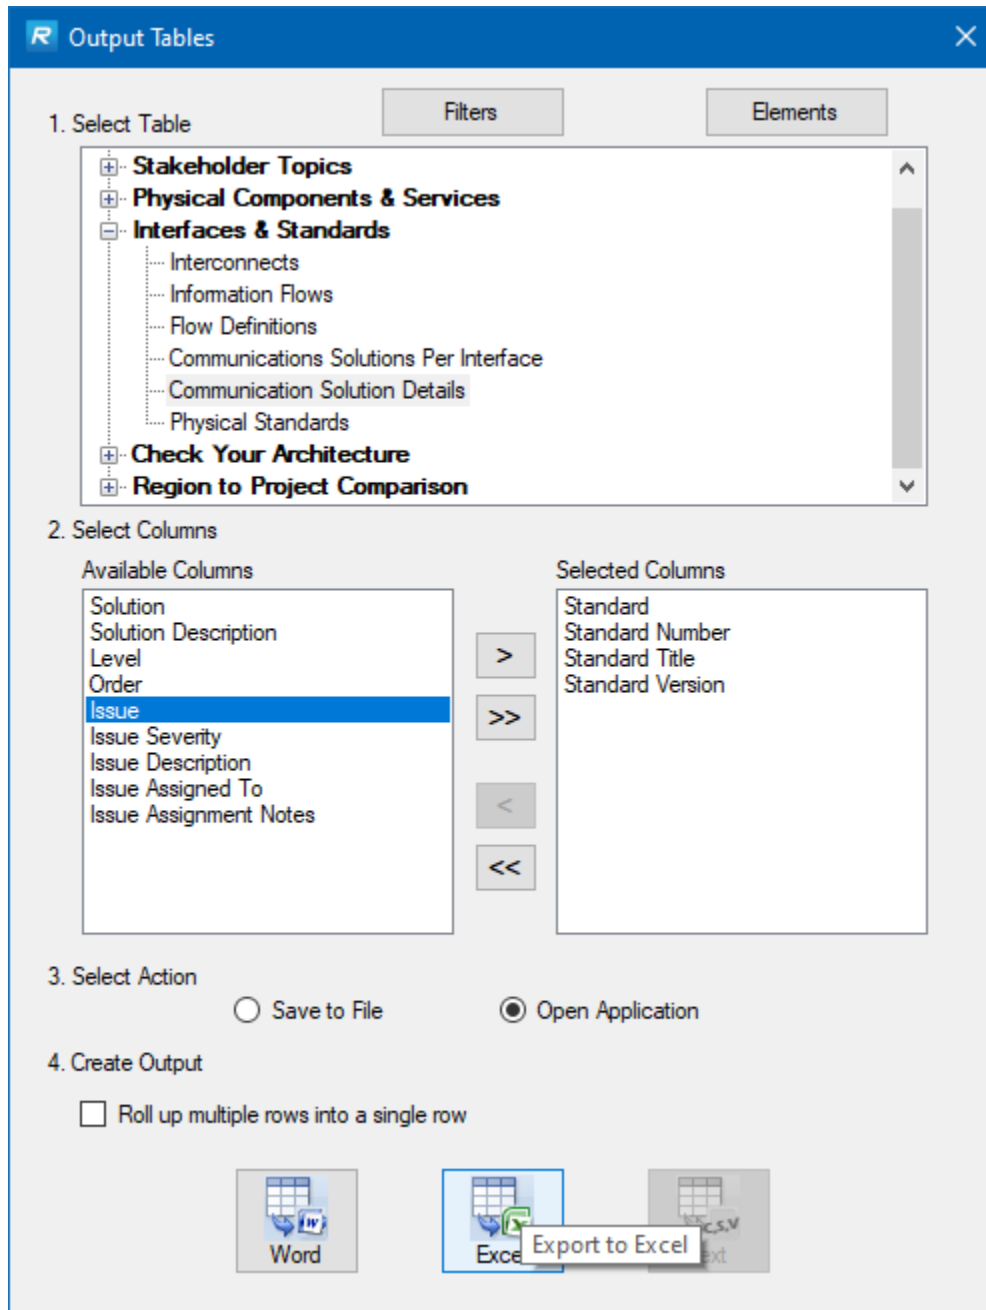 R Output Tables
1. Select Table
Filters
Elements
Stakeholder Topics
Physical Components & Services
Interfaces & Standards
Interconnects
Information Flows
Flow Definitions
Communications Solutions Per Interface
Communication Solution Details
Physical Standards
Check Your Architecture
Region to Project Comparison
2. Select Columns
Available Columns
Solution
Solution Description
Level
Order
Issue
Issue Severity
Issue Description
Issue Assigned To
Issue Assignment Notes
>
>>
<
<<
Selected Columns
Standard
Standard Number
Standard Title
Standard Version
3. Select Action
Save to File
Open Application
4. Create Output
Roll up multiple rows into a single row
Word
Export to Excel